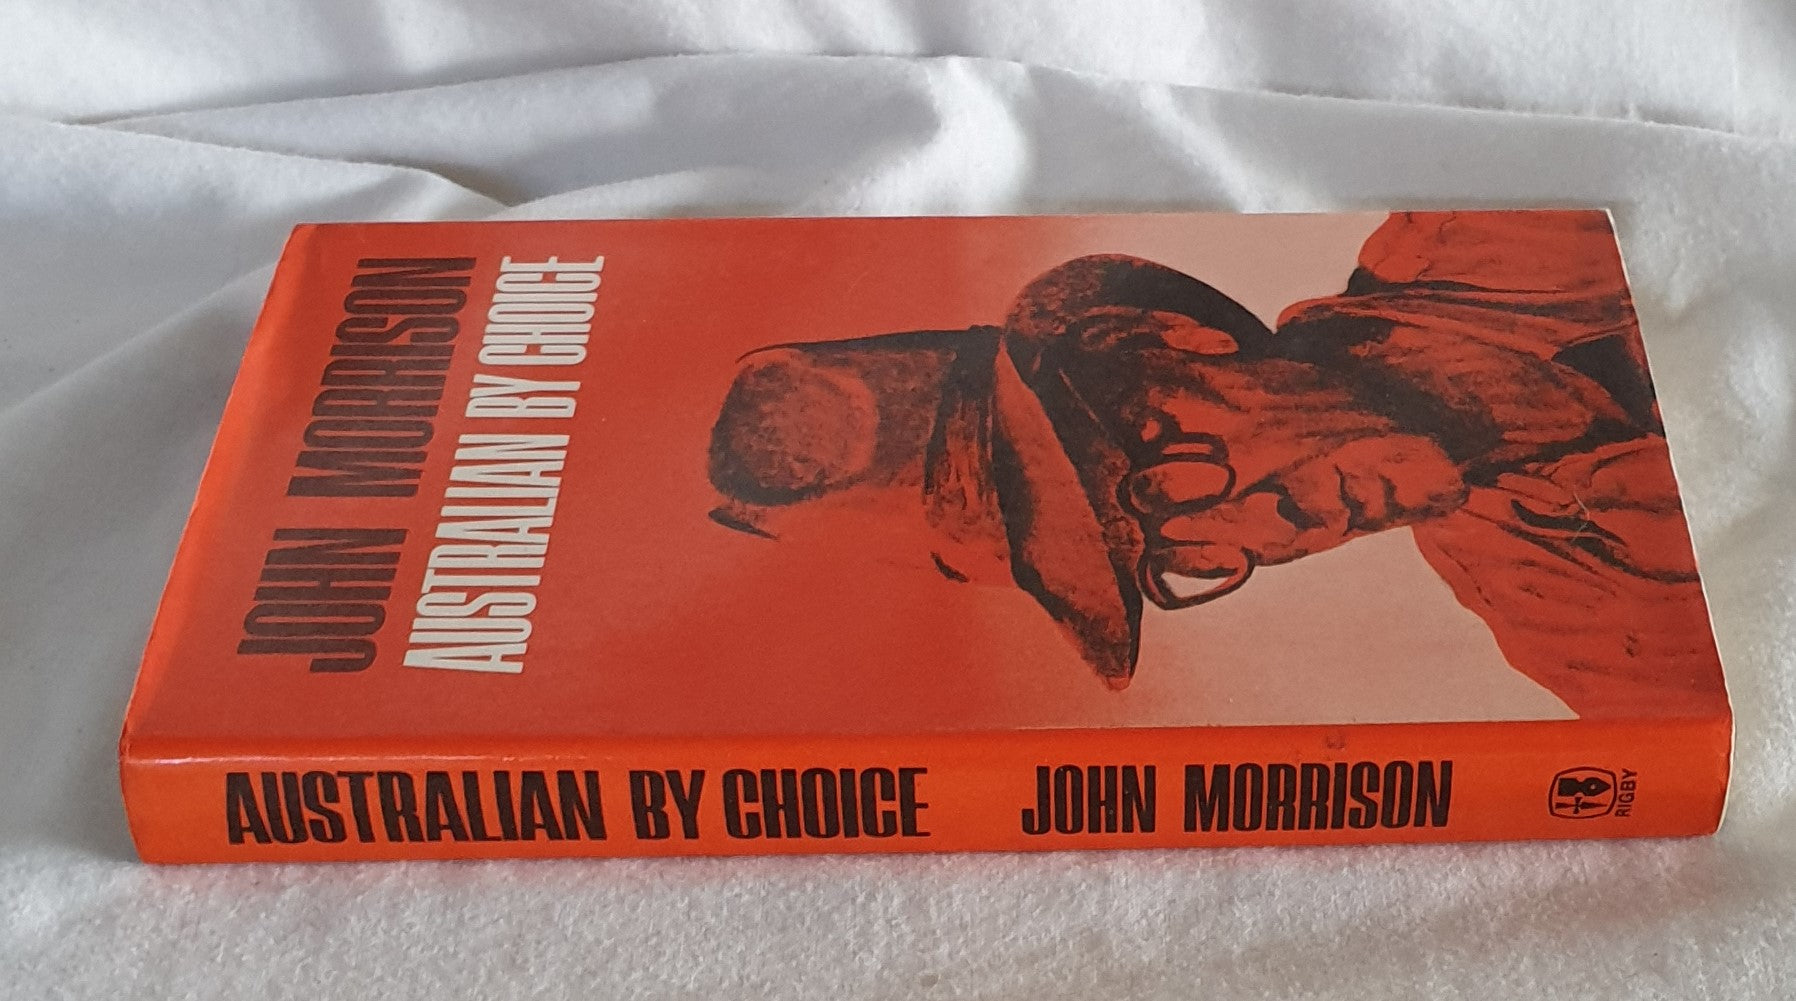 JOHN MORRISON
AUSTRALIAN BY CHOICE
AUSTRALIAN BY CHOICE JOHN MORRISON RIGBY